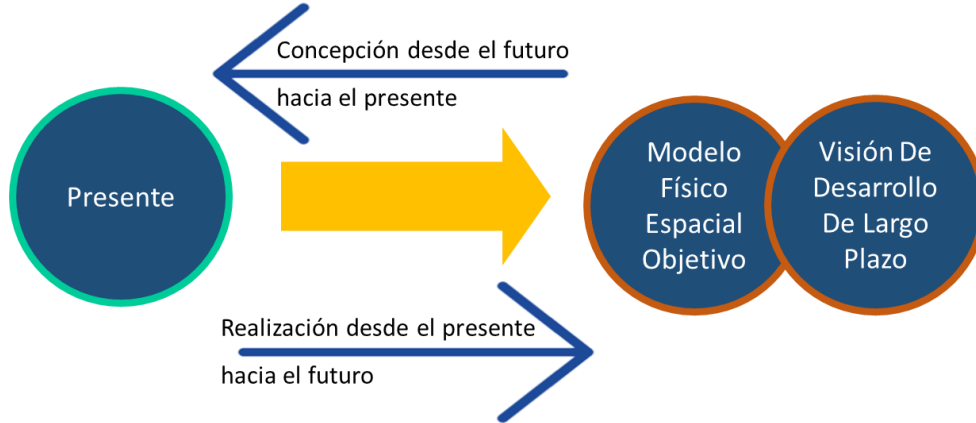 Concepción desde el futuro
hacia el presente
Presente
Modelo
Físico
Espacial
Objetivo
Visión De
Desarrollo
De Largo
Plazo
Realización desde el presente
hacia el futuro